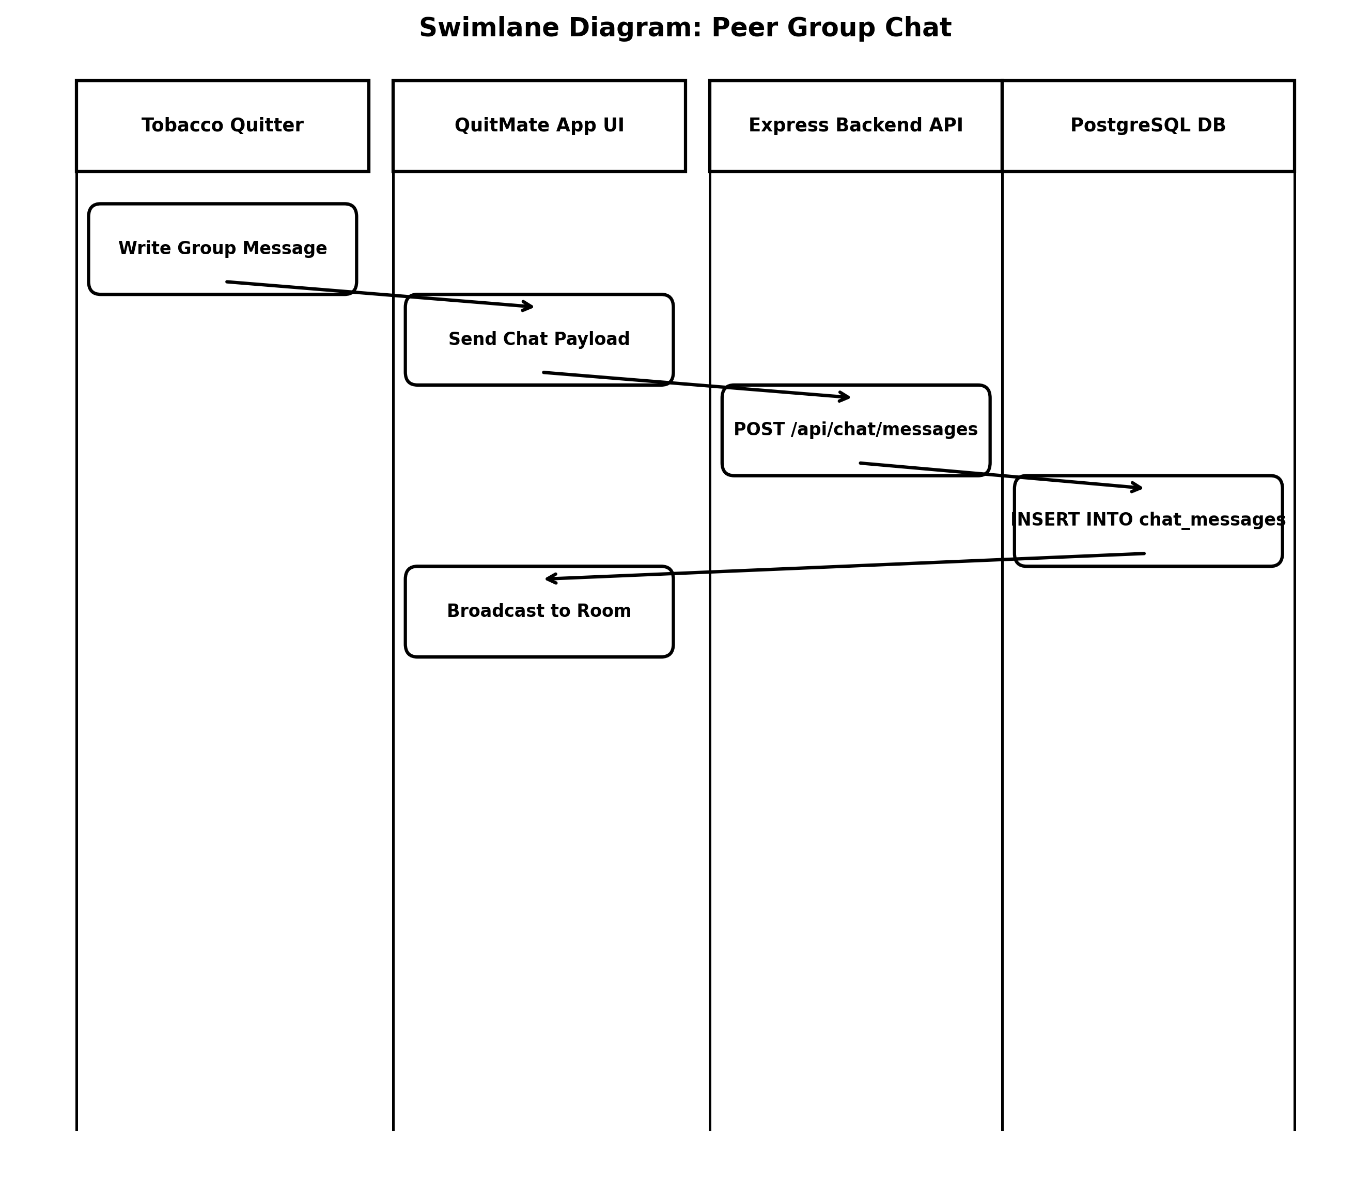 Swimlane Diagram: Peer Group Chat
Tobacco Quitter
QuitMate App UI
Express Backend API
PostgreSQL DB
Write Group Message
Send Chat Payload
POST /api/chat/messages
INSERT INTO chat_messages
Broadcast to Room